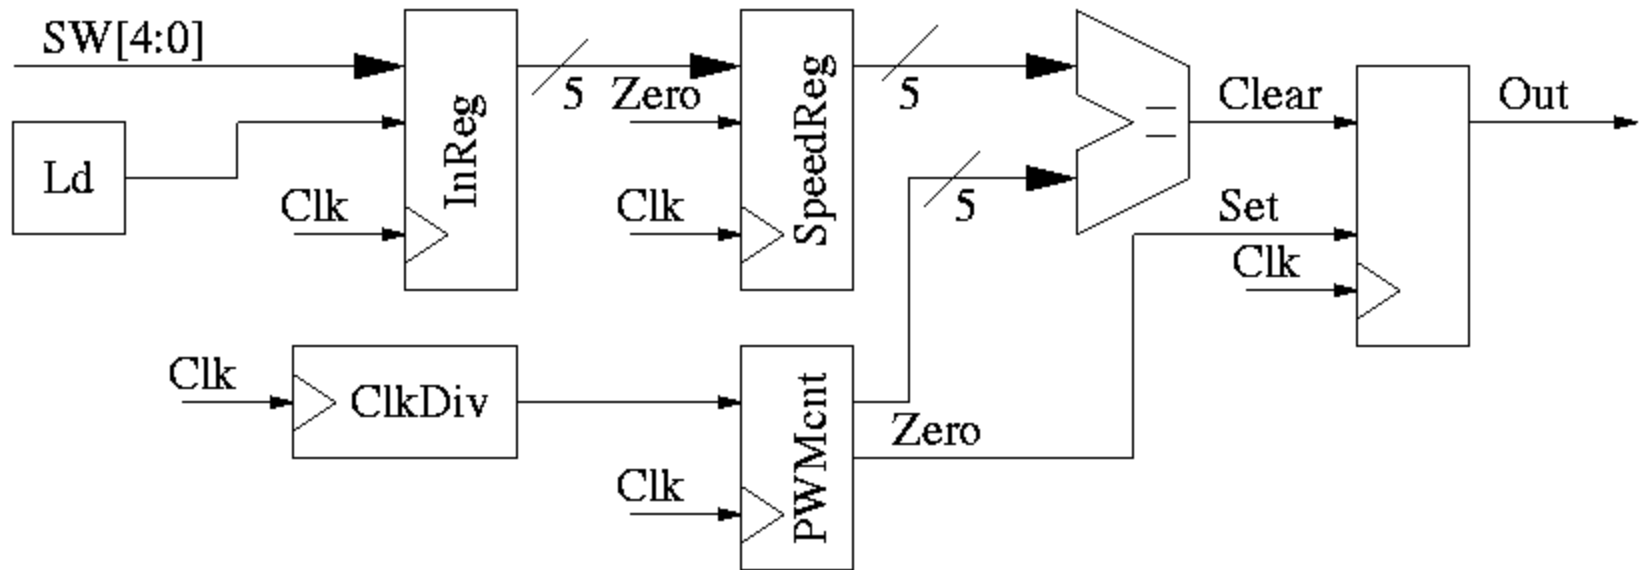 SW[4:0]
5
Zero
5
Clear
Out
Ld
InReg
SpeedReg
=
Clk
Clk
5
Set
Clk
Clk
ClkDiv
PWMcnt
Zero
Clk